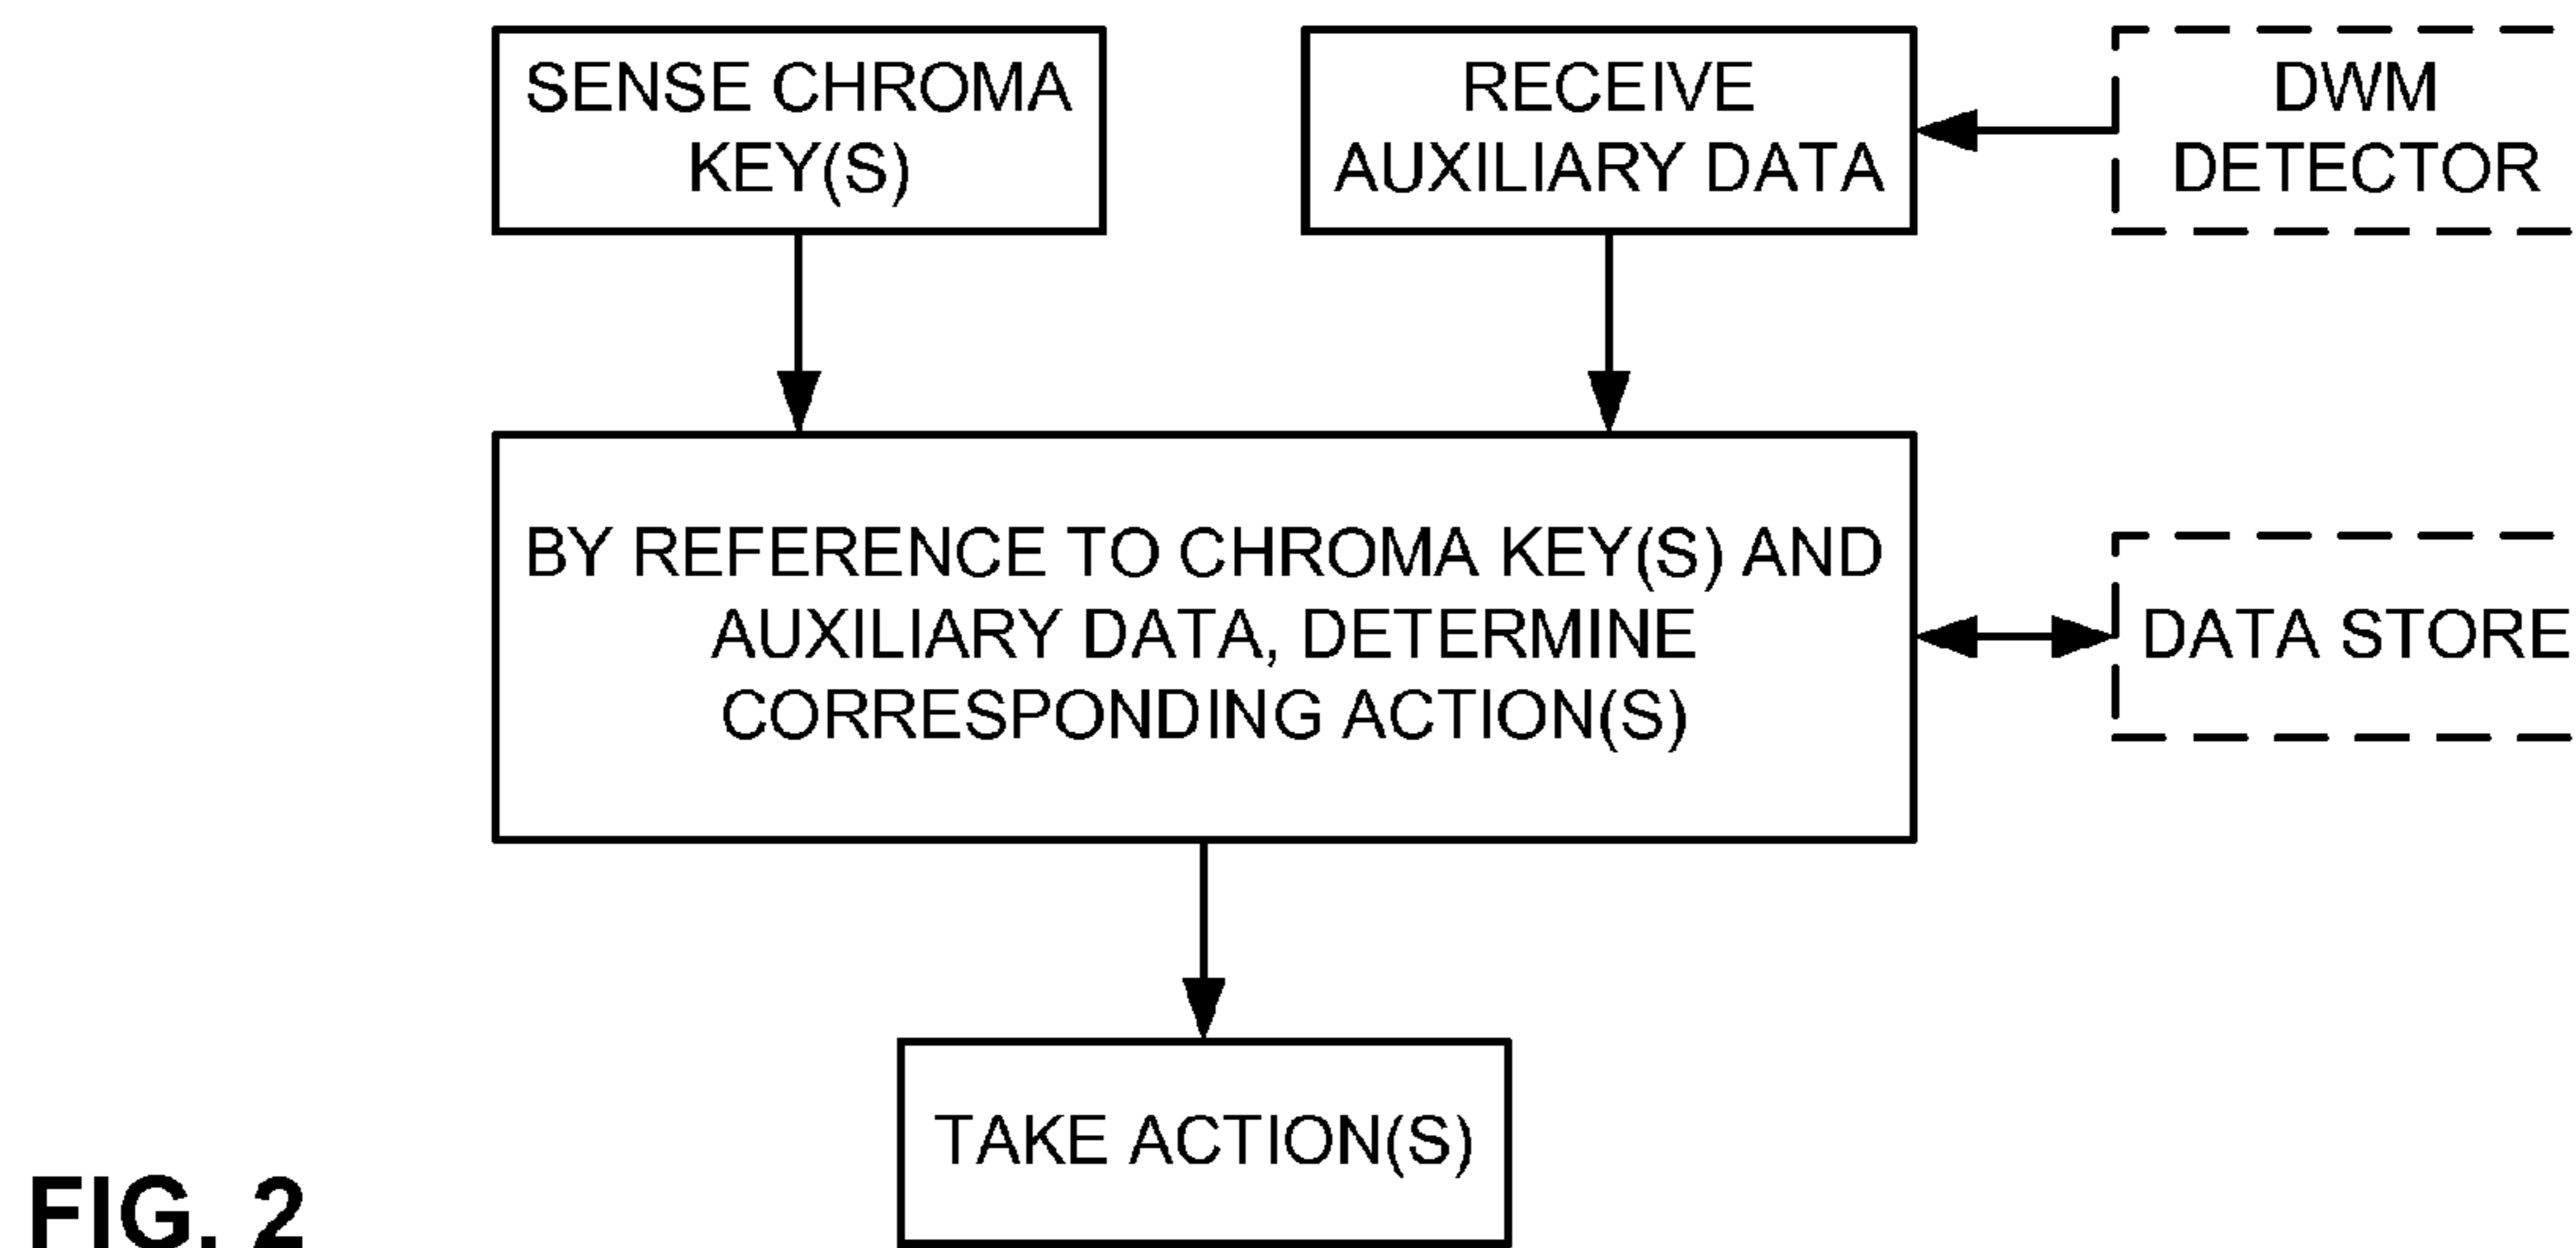 SENSE CHROMA
KEY(S)
RECEIVE
AUXILIARY DATA
DWM
DETECTOR
BY REFERENCE TO CHROMA KEY(S) AND
AUXILIARY DATA, DETERMINE
CORRESPONDING ACTION(S)
DATA STORE
TAKE ACTION(S)
FIG. 2